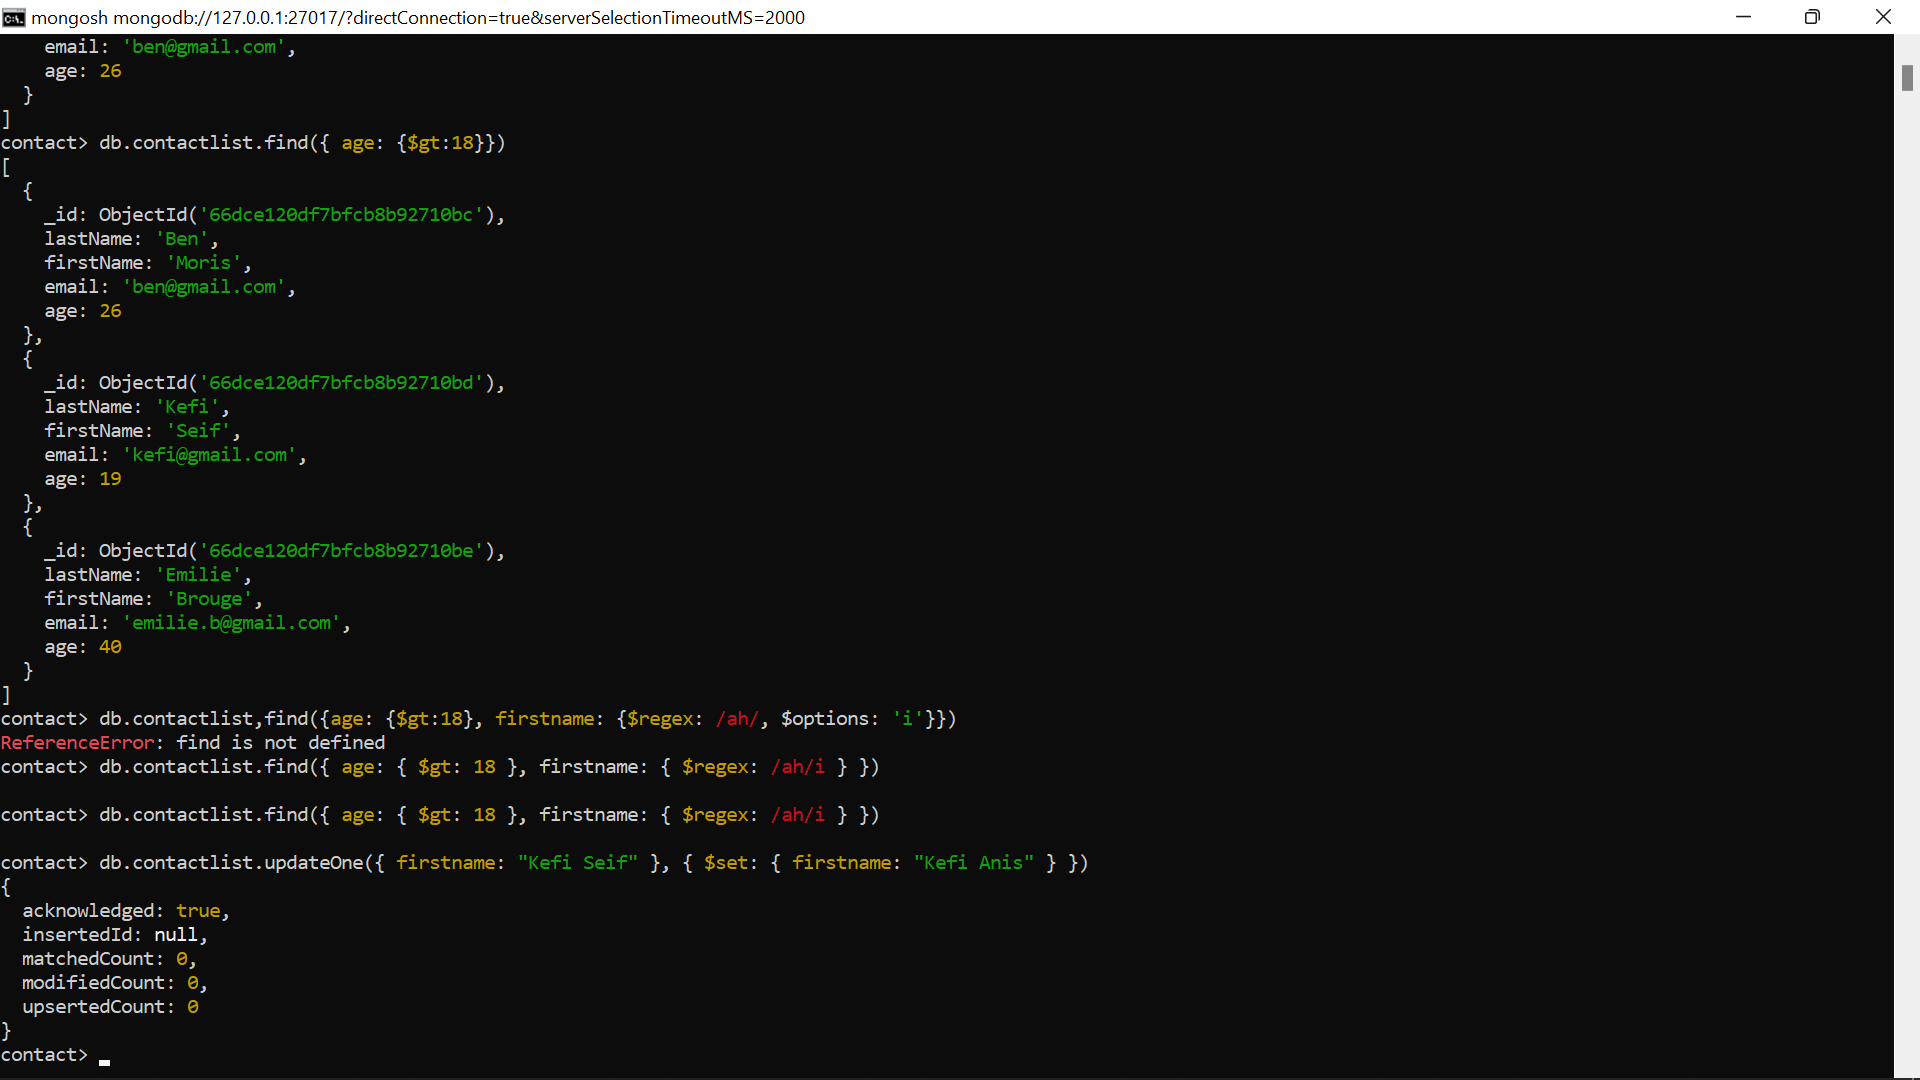 mongosh mongodb://127.0.0.1:27017/?directConnection=true&serverSelectionTimeoutMS=2000
    email: 'ben@gmail.com',
    age: 26
  }
]
contact> db.contactlist.find({ age: {$gt:18}})
[
  {
    _id: ObjectId('66dce120df7bfcb8b92710bc'),
    lastName: 'Ben',
    firstName: 'Moris',
    email: 'ben@gmail.com',
    age: 26
  },
  {
    _id: ObjectId('66dce120df7bfcb8b92710bd'),
    lastName: 'Kefi',
    firstName: 'Seif',
    email: 'kefi@gmail.com',
    age: 19
  },
  {
    _id: ObjectId('66dce120df7bfcb8b92710be'),
    lastName: 'Emilie',
    firstName: 'Brouge',
    email: 'emilie.b@gmail.com',
    age: 40
  }
]
contact> db.contactlist,find({age: {$gt:18}, firstname: {$regex: /ah/, $options: 'i'}})
ReferenceError: find is not defined
contact> db.contactlist.find({ age: { $gt: 18 }, firstname: { $regex: /ah/i } })
contact> db.contactlist.find({ age: { $gt: 18 }, firstname: { $regex: /ah/i } })
contact> db.contactlist.updateOne({ firstname: "Kefi Seif" }, { $set: { firstname: "Kefi Anis" } })
{
  acknowledged: true,
  insertedId: null,
  matchedCount: 0,
  modifiedCount: 0,
  upsertedCount: 0
}
contact>